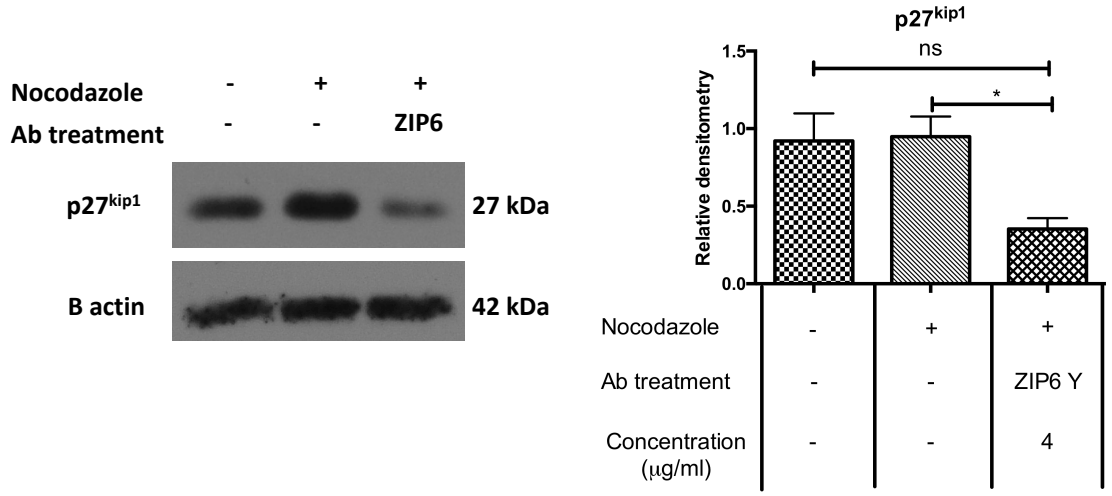 Nocodazole - + +
Ab treatment - - ZIP6
p27kip1 27 kDa
B actin 42 kDa
p27kip1
ns
*
Relative densitometry
1.5
1.0
0.5
0.0
Nocodazole - + +
Ab treatment - - ZIP6 Y
Concentration - - 4
(μg/ml)